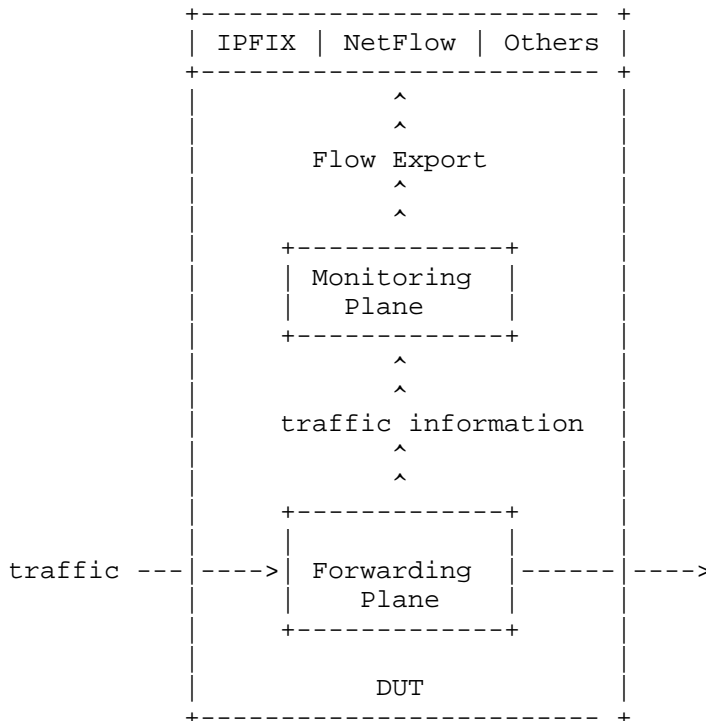 IPFIX | NetFlow | Others
Flow Export
Monitoring
Plane
traffic information
traffic
Forwarding
Plane
DUT